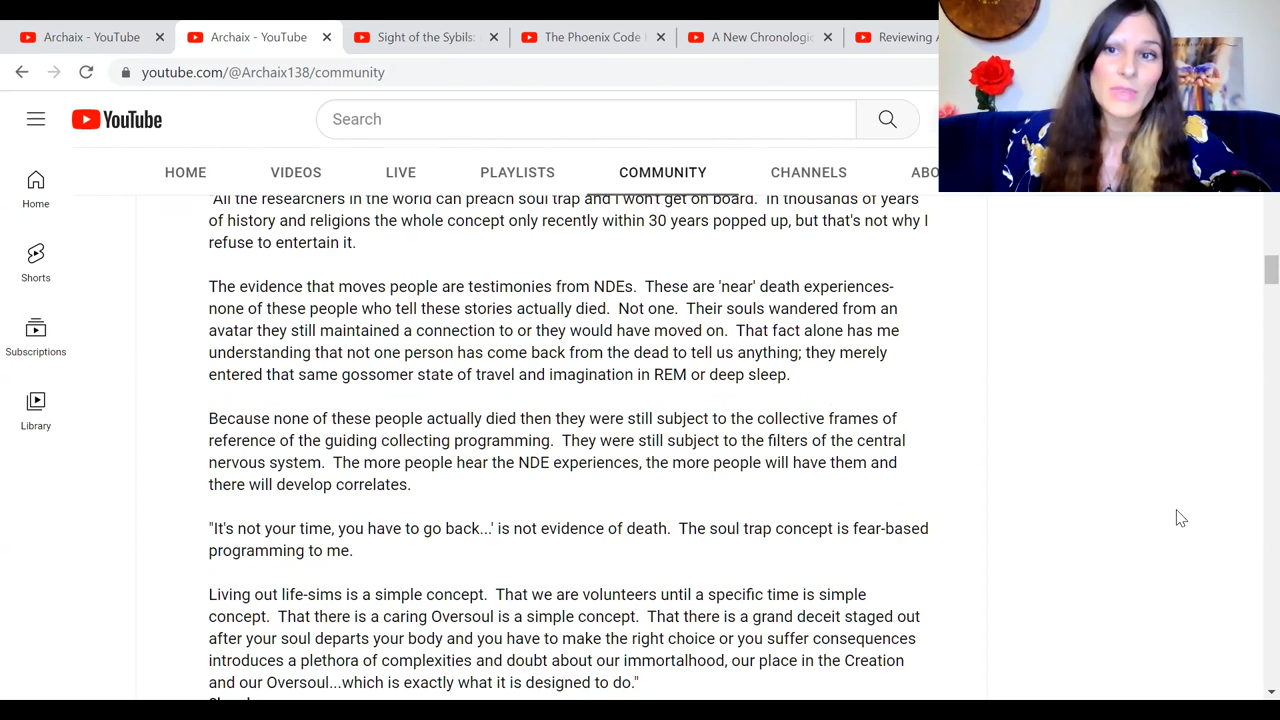 Archaix - YouTube
Archaix - YouTube
Sight of the Sybils:
The Phoenix Code
A New Chronologic
Reviewing A
youtube.com/@Archaix138/community
YouTube
Search
HOME
VIDEOS
LIVE
PLAYLISTS
COMMUNITY
CHANNELS
ABO
Home
Shorts
Subscriptions
Library
"All the researchers in the world can preach soul trap and I won't get on board.  In thousands of years
of history and religions the whole concept only recently within 30 years popped up, but that's not why I
refuse to entertain it.
The evidence that moves people are testimonies from NDEs.  These are 'near' death experiences-
none of these people who tell these stories actually died.  Not one.  Their souls wandered from an
avatar they still maintained a connection to or they would have moved on.  That fact alone has me
understanding that not one person has come back from the dead to tell us anything; they merely
entered that same gossomer state of travel and imagination in REM or deep sleep.
Because none of these people actually died then they were still subject to the collective frames of
reference of the guiding collecting programming.  They were still subject to the filters of the central
nervous system.  The more people hear the NDE experiences, the more people will have them and
there will develop correlates.
"It's not your time, you have to go back...' is not evidence of death.  The soul trap concept is fear-based
programming to me.
Living out life-sims is a simple concept.  That we are volunteers until a specific time is simple
concept.  That there is a caring Oversoul is a simple concept.  That there is a grand deceit staged out
after your soul departs your body and you have to make the right choice or you suffer consequences
introduces a plethora of complexities and doubt about our immortalhood, our place in the Creation
and our Oversoul...which is exactly what it is designed to do."